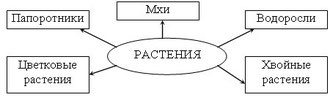 Мхи
Папоротники
Водоросли
РАСТЕНИЯ
Цветковые
растения
Хвойные
растения